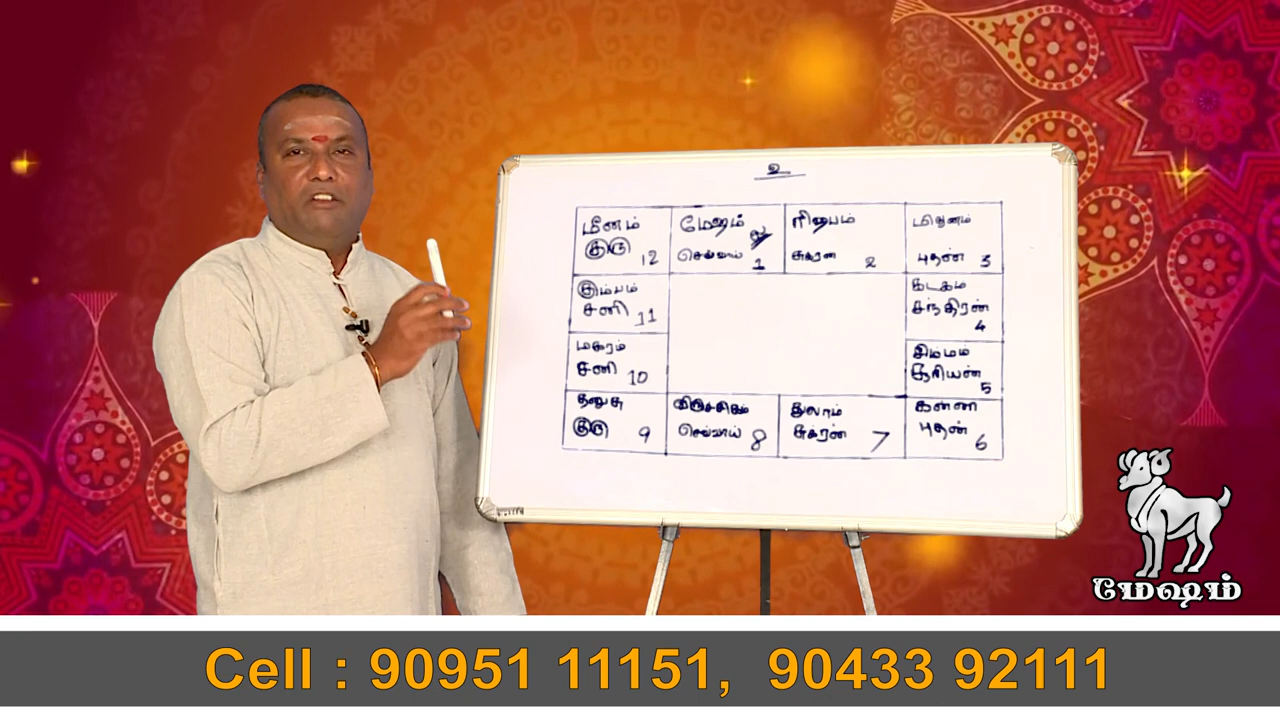 உ
மீனம்
குரு 12
மேஷம்
செவ்வாய் 1
ரிஷபம்
சுக்ரன 2
மிதுனம்
புதன் 3
கும்பம்
சனி 11
கடகம்
சந்திரன் 4
மகரம்
சனி 10
சிம்மம்
சூரியன் 5
தனுசு
குரு 9
விருச்சிகம்
செவ்வாய் 8
துலாம்
சுக்ரன் 7
கன்னி
புதன் 6
மேஷம்
Cell : 90951 11151, 90433 92111